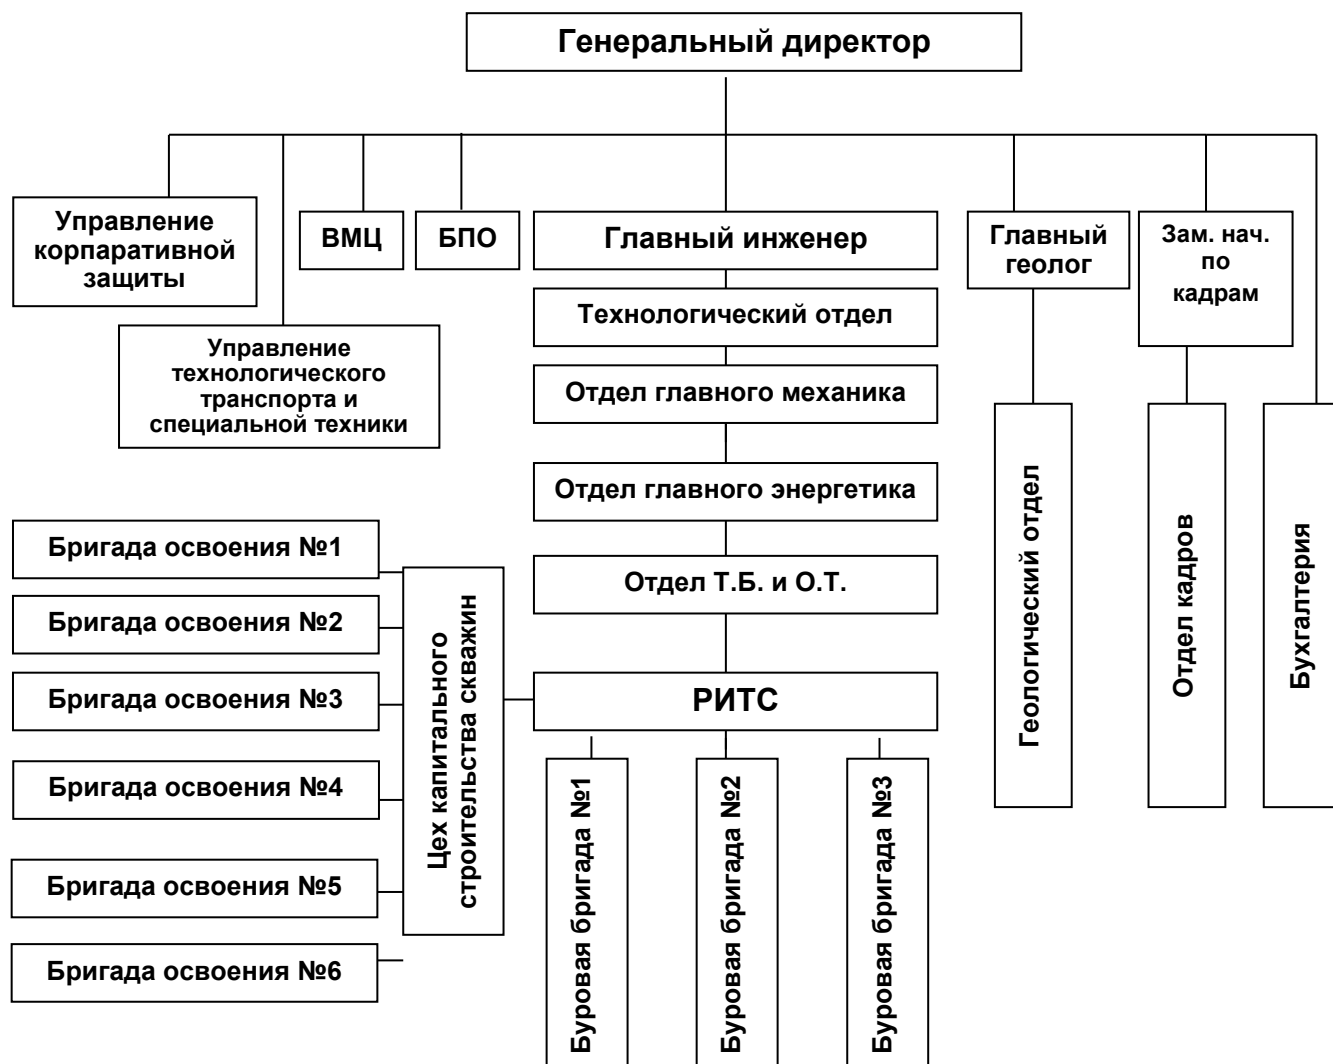 Генеральный директор
Управление
корпаративной
защиты
ВМЦ
БПО
Главный инженер
Главный
геолог
Зам. нач.
по
кадрам
Управление
технологического
транспорта и
специальной техники
Технологический отдел
Отдел главного механика
Отдел главного энергетика
Отдел Т.Б. и О.Т.
РИТС
Бригада освоения №1
Бригада освоения №2
Бригада освоения №3
Бригада освоения №4
Бригада освоения №5
Бригада освоения №6
Цех капитального
строительства скважин
Буровая бригада №1
Буровая бригада №2
Буровая бригада №3
Геологический отдел
Отдел кадров
Бухгалтерия